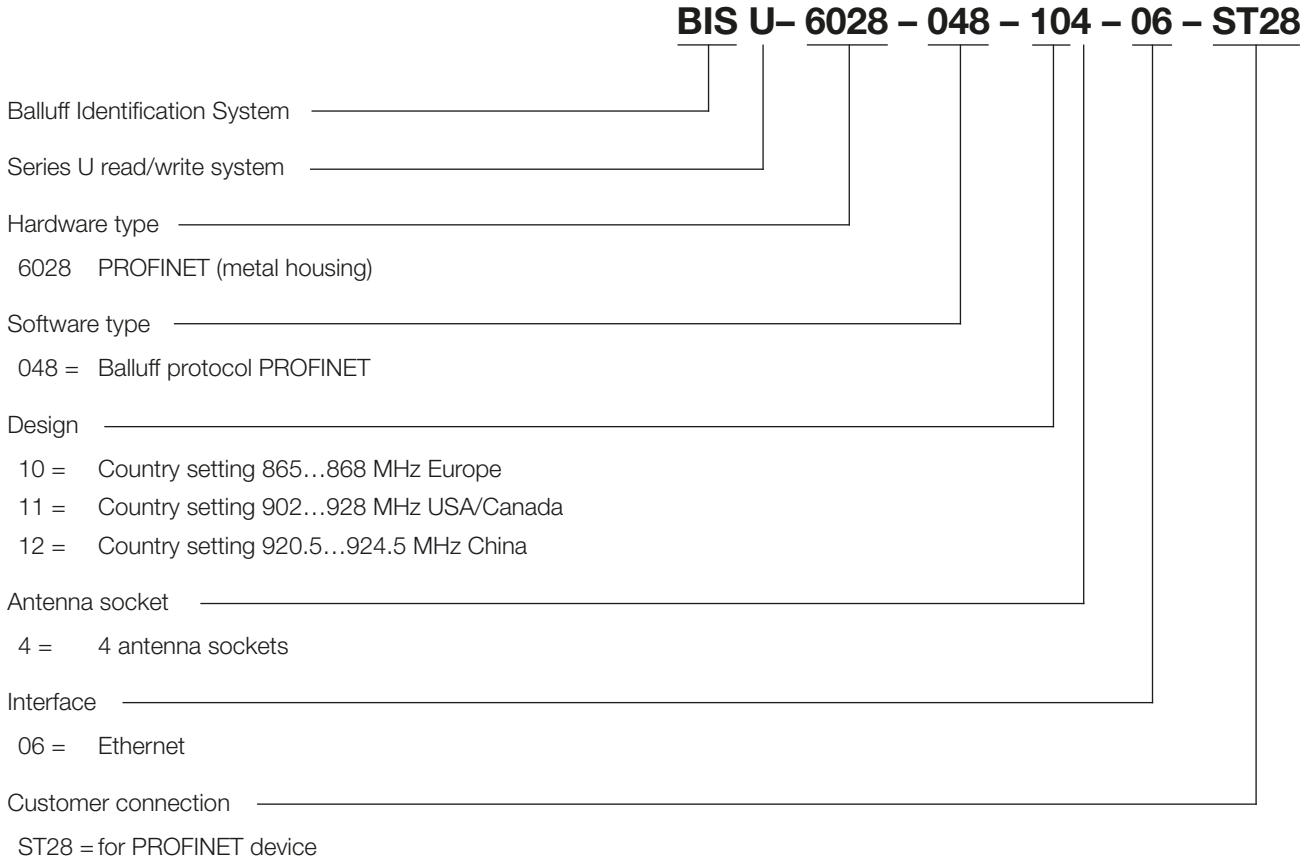 BIS U– 6028 – 048 – 104 – 06 – ST28
Balluff Identification System
Series U read/write system
Hardware type
6028 PROFINET (metal housing)
Software type
048 = Balluff protocol PROFINET
Design
10 = Country setting 865…868 MHz Europe
11 = Country setting 902…928 MHz USA/Canada
12 = Country setting 920.5…924.5 MHz China
Antenna socket
4 = 4 antenna sockets
Interface
06 = Ethernet
Customer connection
ST28 = for PROFINET device